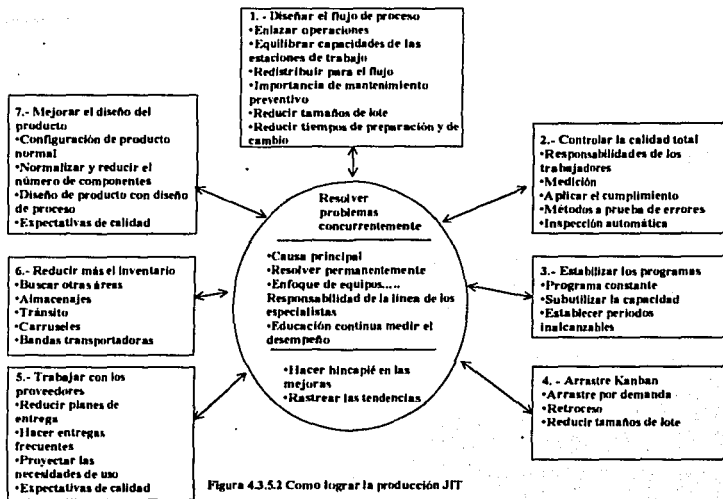 1. - Diseñar el flujo de proceso
•Enlazar operaciones
•Equilibrar capacidades de las
estaciones de trabajo
•Redistribuir para el flujo
•Importancia de mantenimiento
preventivo
•Reducir tamaños de lote
•Reducir tiempos de preparación y de
cambio
2.- Controlar la calidad total
•Responsabilidades de los
trabajadores
•Medición
•Aplicar el cumplimiento
•Métodos a prueba de errores
•Inspección automática
3.- Estabilizar los programas
•Programa constante
•Subutilizar la capacidad
•Establecer periodos
inalcanzables
4. - Arrastre Kanban
•Arrastre por demanda
•Retroceso
•Reducir tamaños de lote
5.- Trabajar con los
proveedores
•Reducir planes de
entrega
•Hacer entregas
frecuentes
•Proyectar las
necesidades de uso
•Expectativas de calidad
6.- Reducir más el inventario
•Buscar otras áreas
•Almacenajes
•Tránsito
•Carruseles
•Bandas transportadoras
7.- Mejorar el diseño del
producto
•Configuración de producto
normal
•Normalizar y reducir el
número de componentes
•Diseño de producto con diseño
de proceso
•Expectativas de calidad
Resolver
problemas
concurrentemente
•Causa principal
•Resolver permanentemente
•Enfoque de equipos.....
Responsabilidad de la línea de los
especialistas
•Educación continua medir el
desempeño
•Hacer hincapié en las
mejoras
•Rastrear las tendencias
Figura 4.3.5.2 Como lograr la producción JIT